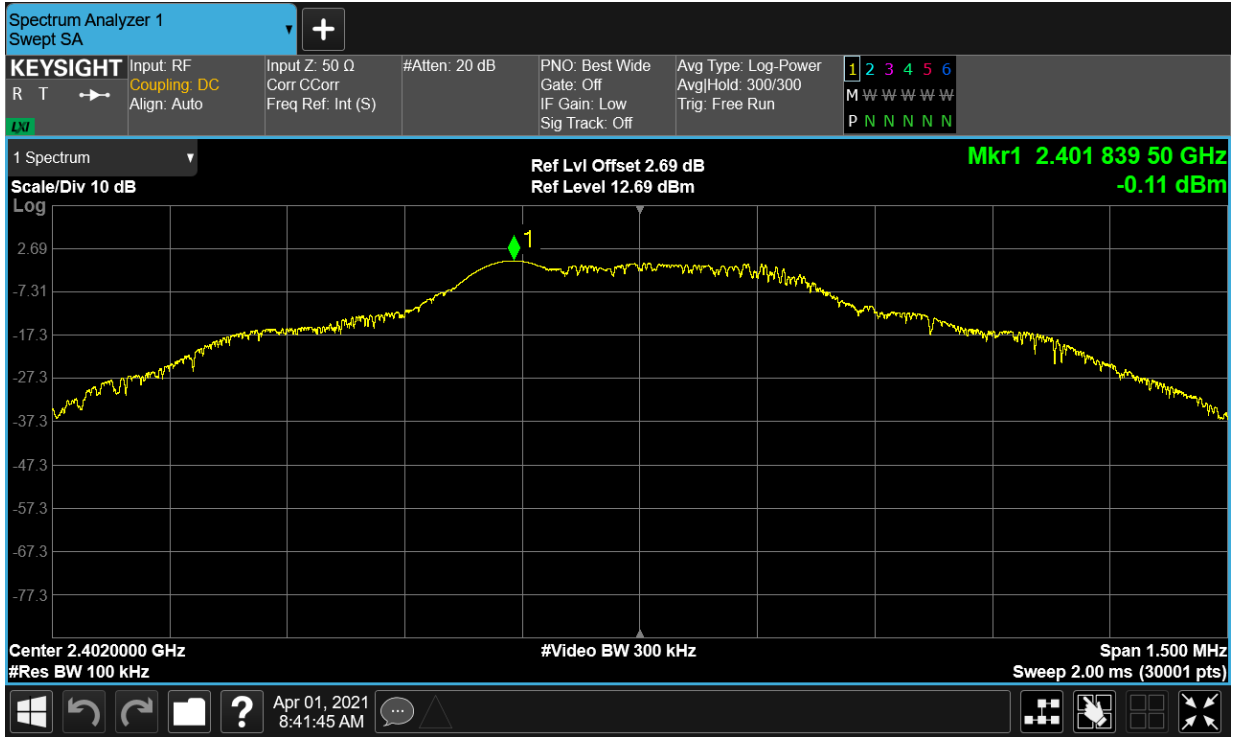 Spectrum Analyzer 1
Swept SA
KEYSIGHT
R T
LXI
Input: RF
Coupling: DC
Align: Auto
Input Z: 50 Ω
Corr CCorr
Freq Ref: Int (S)
#Atten: 20 dB
PNO: Best Wide
Gate: Off
IF Gain: Low
Sig Track: Off
Avg Type: Log-Power
Avg|Hold: 300/300
Trig: Free Run
1 2 3 4 5 6
M W W W W W
P N N N N N
1 Spectrum
Scale/Div 10 dB
Log
Ref Lvl Offset 2.69 dB
Ref Level 12.69 dBm
Mkr1 2.401 839 50 GHz
-0.11 dBm
1
2.69
-7.31
-17.3
-27.3
-37.3
-47.3
-57.3
-67.3
-77.3
Center 2.4020000 GHz
#Video BW 300 kHz
Span 1.500 MHz
#Res BW 100 kHz
Sweep 2.00 ms (30001 pts)
?
Apr 01, 2021
8:41:45 AM